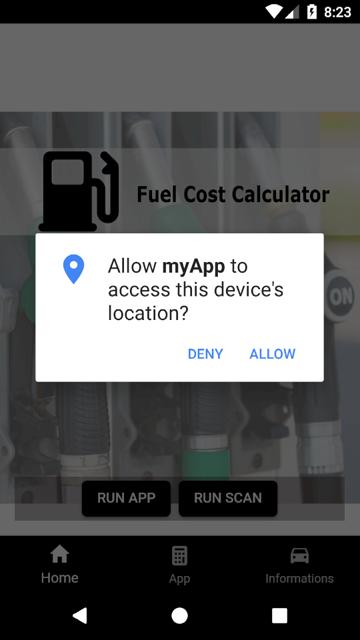 8:23
Fuel Cost Calculator
ON
Allow myApp to
access this device's
location?
DENY ALLOW
RUN APP RUN SCAN
Home App Informations